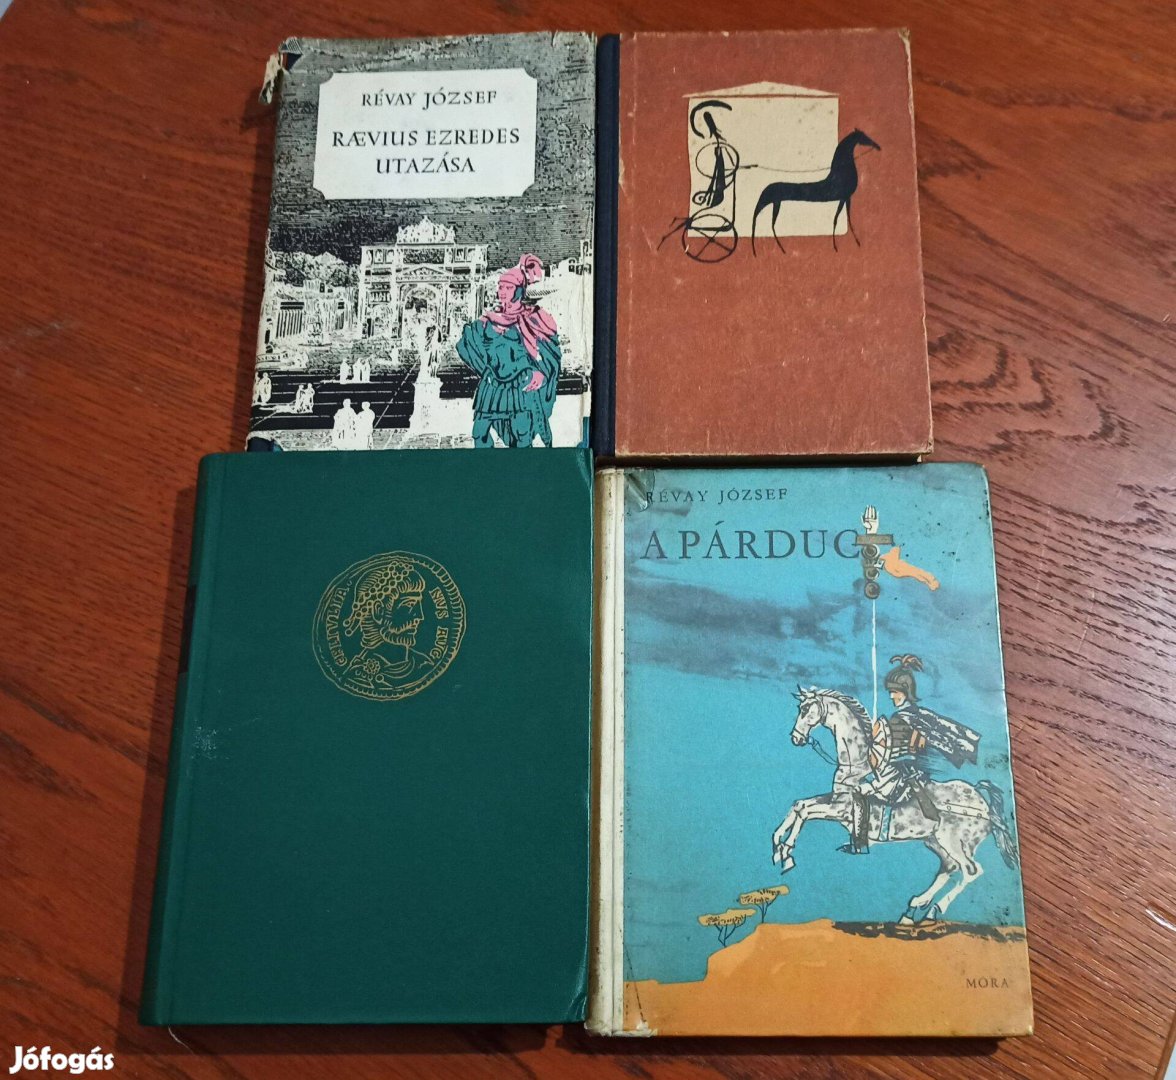 RÉVAY JÓZSEF
RÆVIUS EZREDES
UTAZÁSA
RÉVAY JÓZSEF
A PÁRDUC
MÓRA
Jófogás